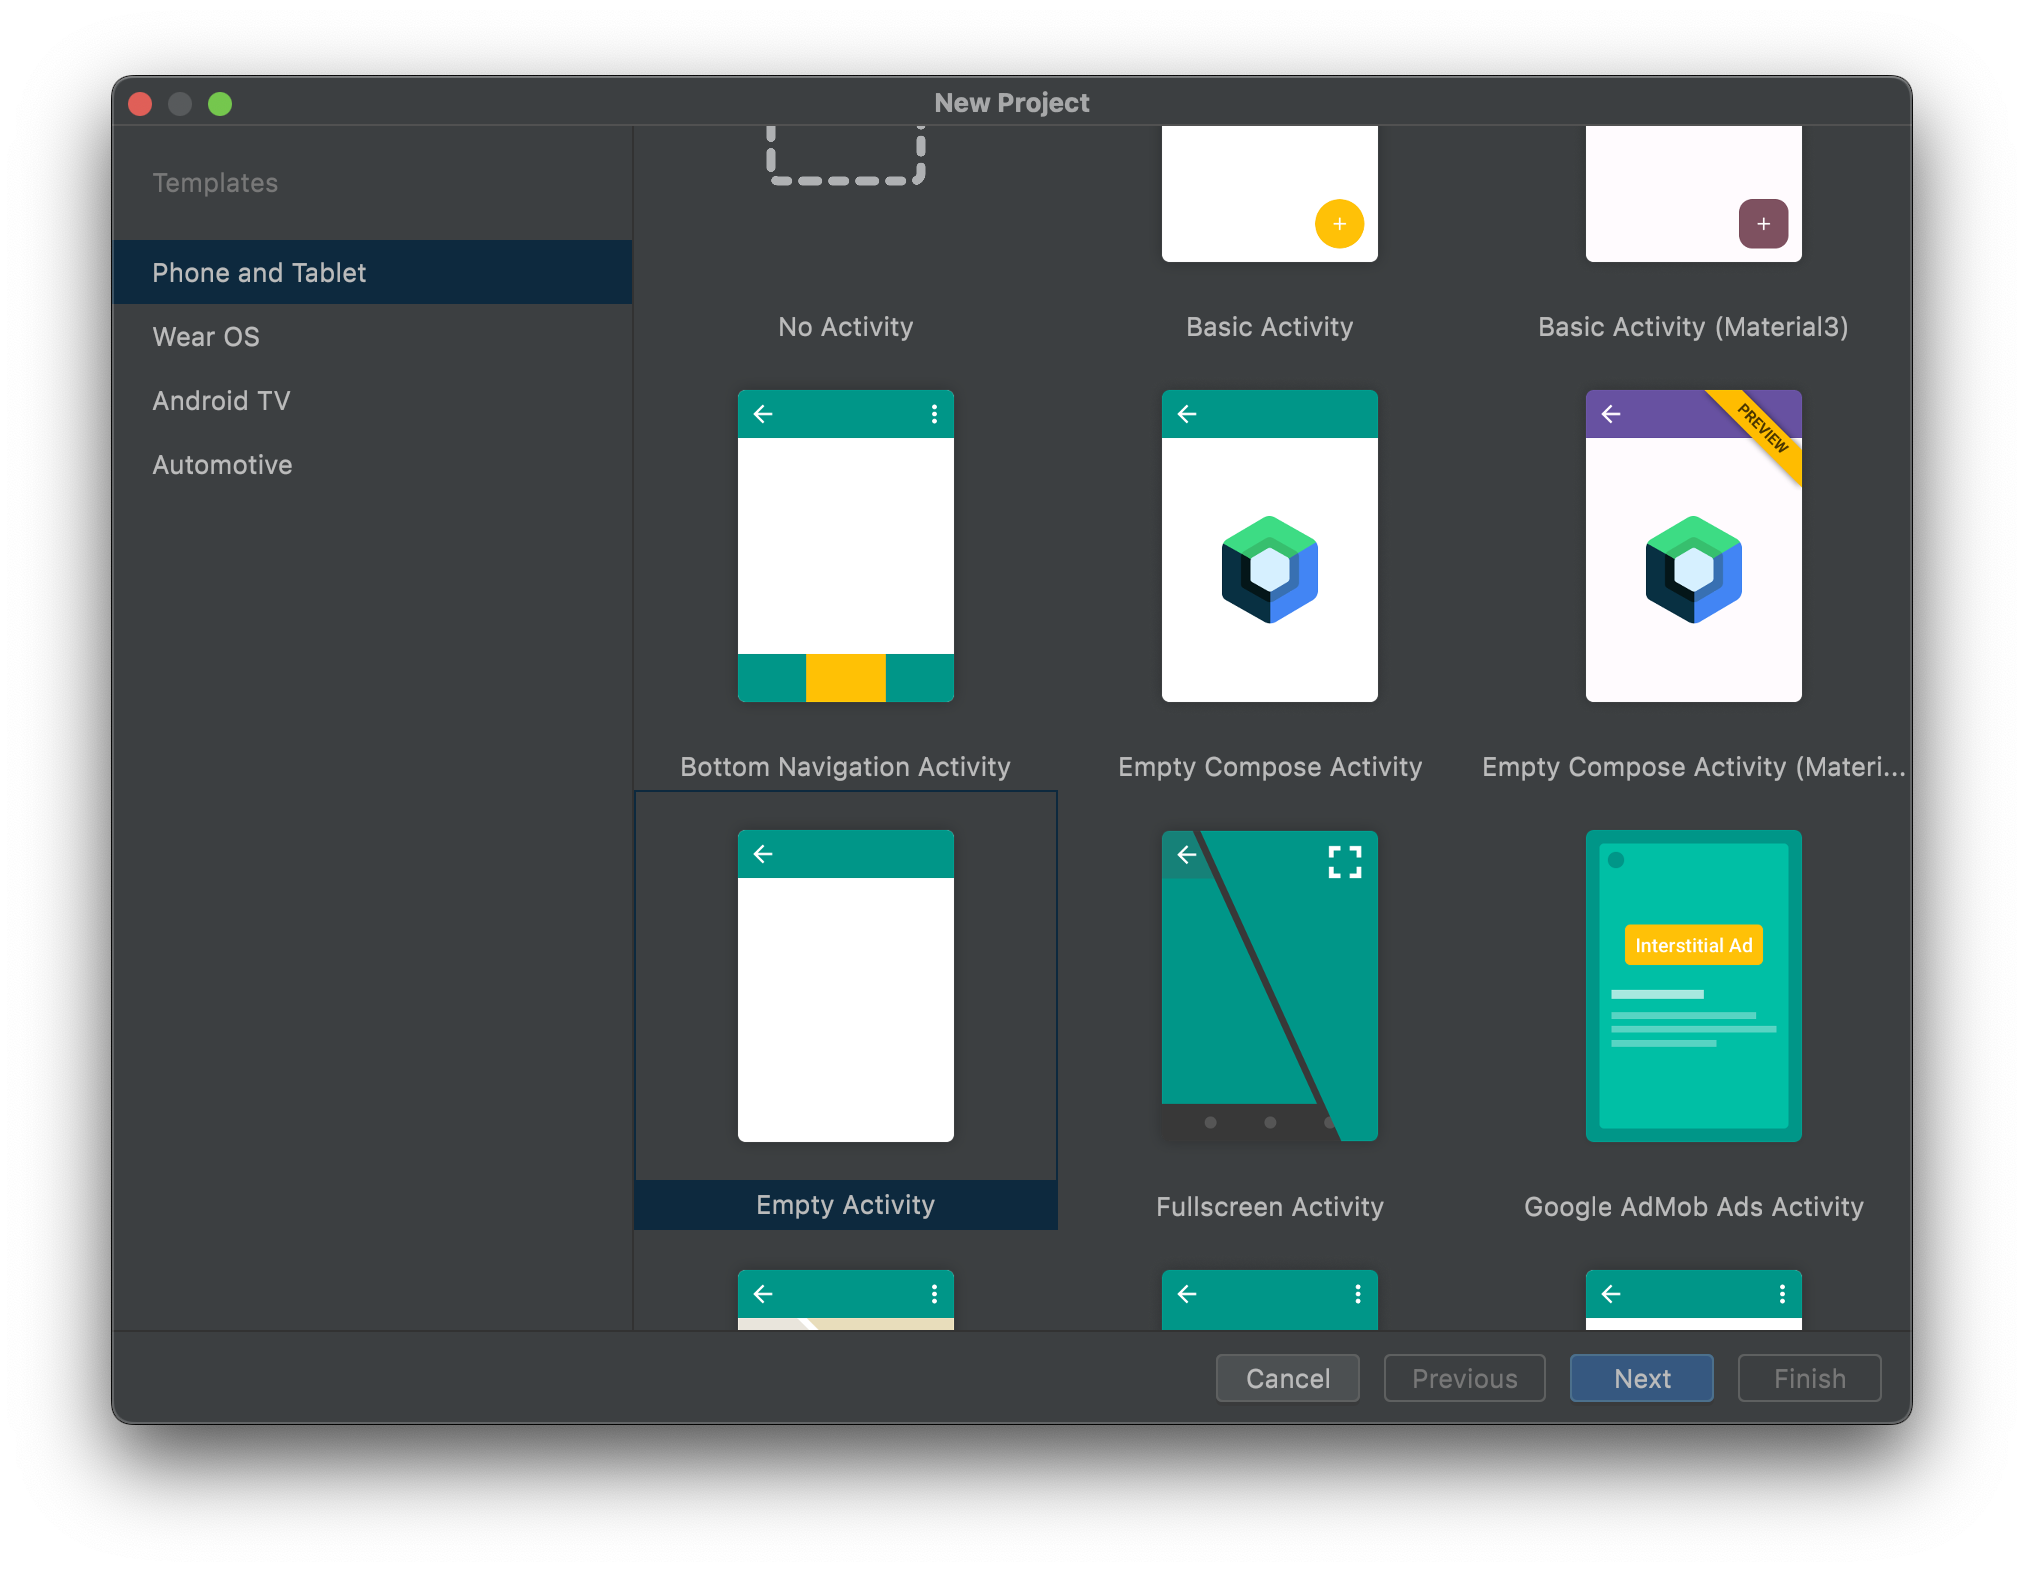 New Project
Templates
Phone and Tablet
Wear OS
Android TV
Automotive
+
+
No Activity
Basic Activity
Basic Activity (Material3)
PREVIEW
Bottom Navigation Activity
Empty Compose Activity
Empty Compose Activity (Materi...
Interstitial Ad
Empty Activity
Fullscreen Activity
Google AdMob Ads Activity
Cancel
Previous
Next
Finish